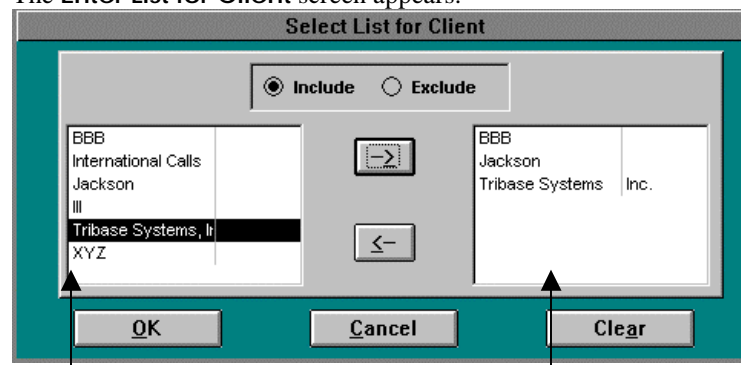 The Enter List for Client screen appears.
Select List for Client
Include Exclude
BBB
International Calls
Jackson
III
Tribase Systems, Ir
XYZ
->
<-
BBB
Jackson
Tribase Systems Inc.
OK Cancel Clear